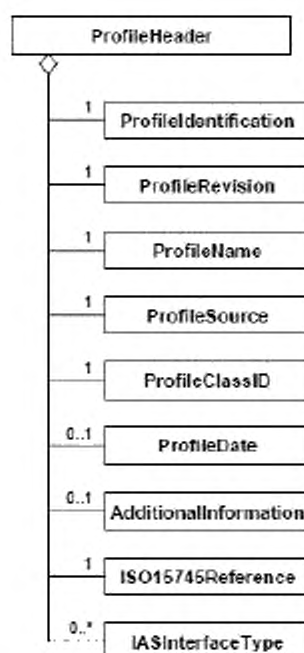 ProfileHeader
1
ProfileIdentification
1
ProfileRevision
1
ProfileName
1
ProfileSource
1
ProfileClassID
0..1
ProfileDate
0..1
AdditionalInformation
1
ISO15745Reference
0..*
IASInterfaceType